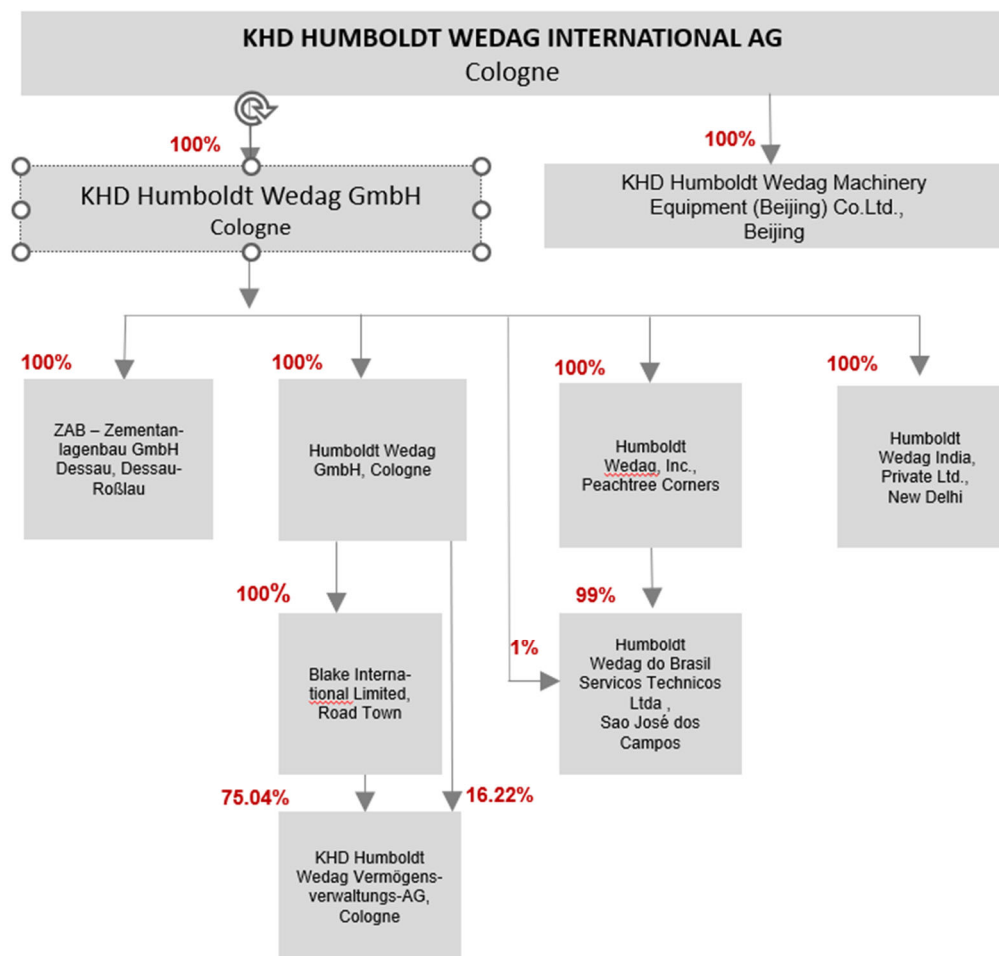 KHD HUMBOLDT WEDAG INTERNATIONAL AG
Cologne
100%
100%
KHD Humboldt Wedag GmbH
Cologne
KHD Humboldt Wedag Machinery
Equipment (Beijing) Co.Ltd.,
Beijing
100%
100%
100%
100%
ZAB – Zementan-
lagenbau GmbH
Dessau, Dessau-
Roßlau
Humboldt Wedag
GmbH, Cologne
Humboldt
Wedag, Inc.,
Peachtree Corners
Humboldt
Wedag India,
Private Ltd.,
New Delhi
100%
99%
1%
Blake Interna-
tional Limited,
Road Town
Humboldt
Wedag do Brasil
Servicos Technicos
Ltda ,
Sao José dos
Campos
75.04%
16.22%
KHD Humboldt
Wedag Vermögens-
verwaltungs-AG,
Cologne